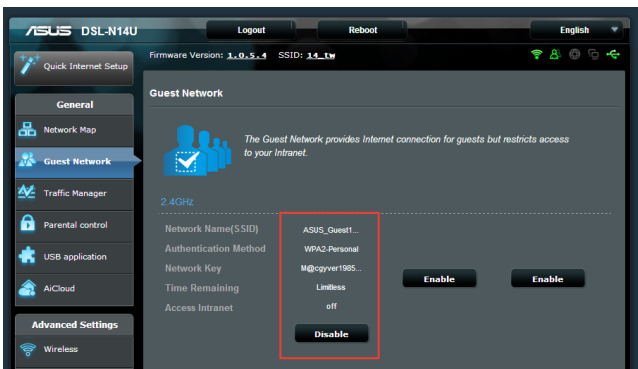 ASUS DSL-N14U Logout Reboot English
Quick Internet Setup
Firmware Version: 1.0.5.4 SSID: 14_tw
General
Network Map
Guest Network
Traffic Manager
Parental control
USB application
AiCloud
Advanced Settings
Wireless
Guest Network
The Guest Network provides Internet connection for guests but restricts access
to your Intranet.
2.4GHz
Network Name(SSID) ASUS_Guest1...
Authentication Method WPA2-Personal
Network Key M@cgyver1985...
Time Remaining Limitless
Access Intranet off
Disable
Enable
Enable